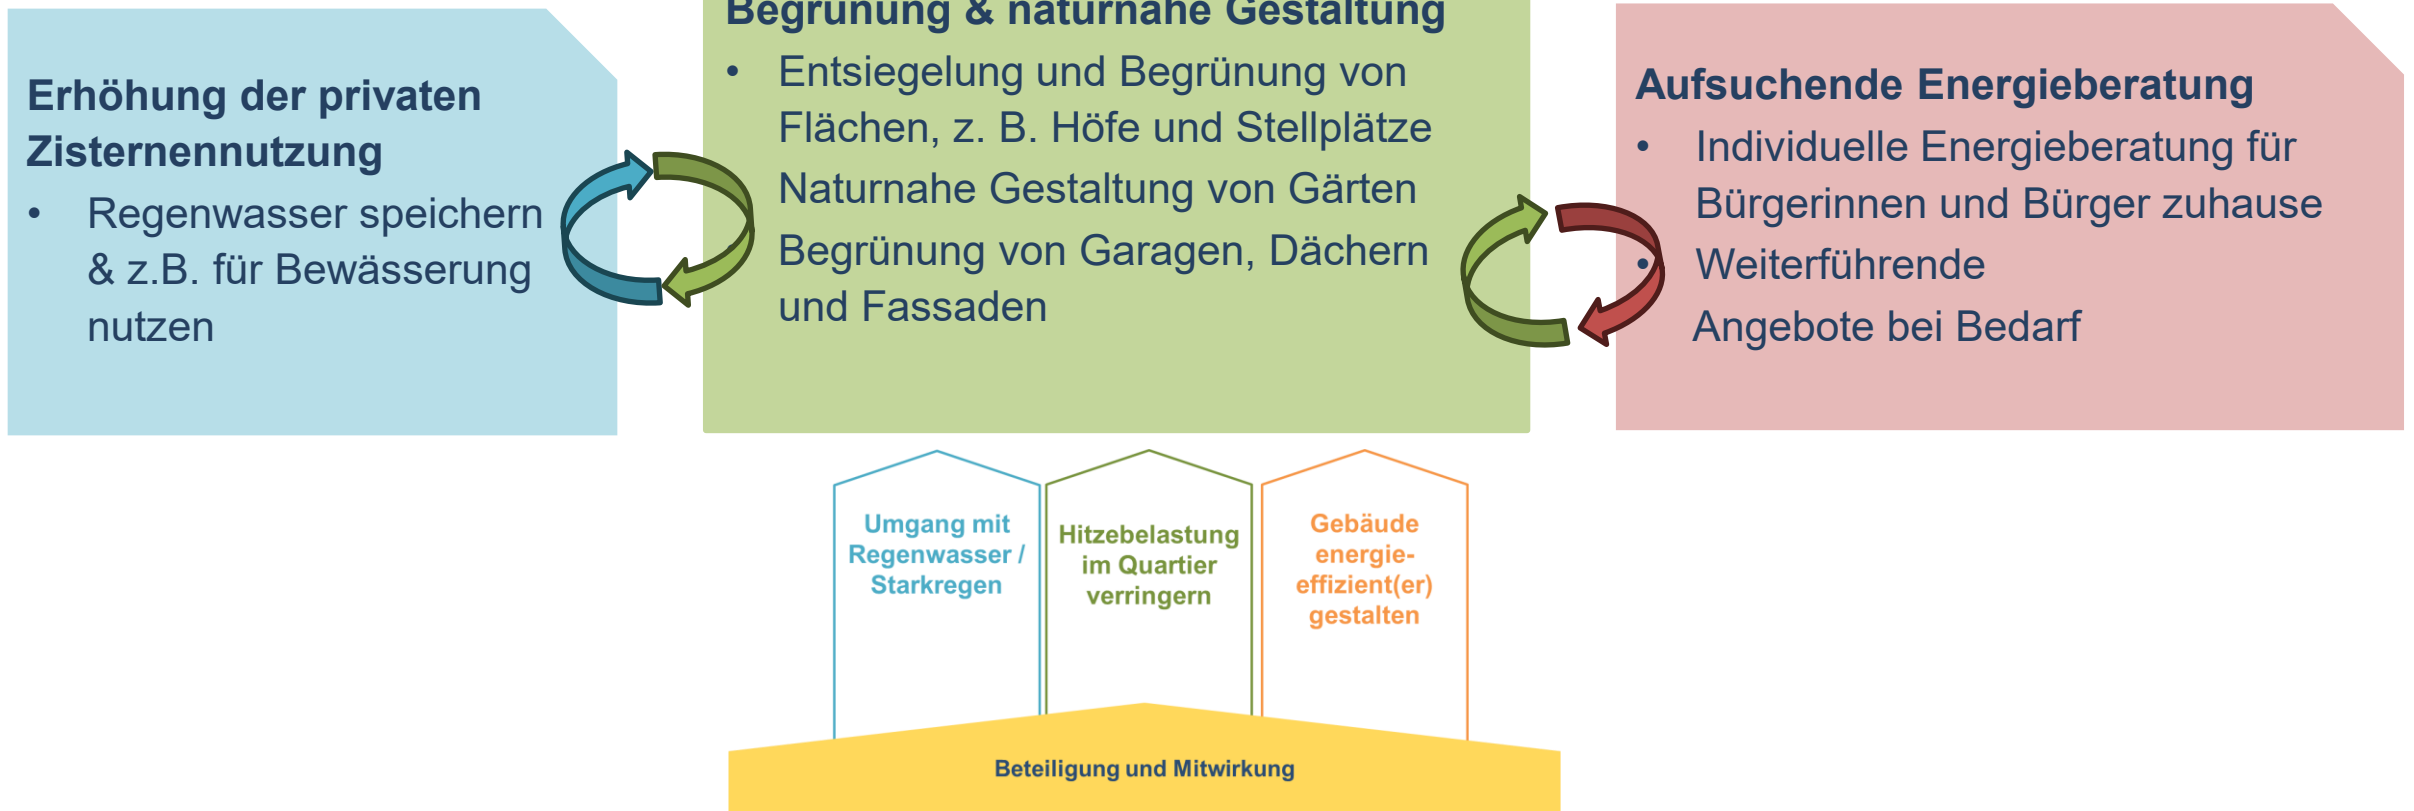 Erhöhung der privaten
Zisternennutzung
• Regenwasser speichern
& z.B. für Bewässerung
nutzen
Begrünung & naturnahe Gestaltung
• Entsiegelung und Begrünung von
Flächen, z. B. Höfe und Stellplätze
Naturnahe Gestaltung von Gärten
Begrünung von Garagen, Dächern
und Fassaden
Aufsuchende Energieberatung
• Individuelle Energieberatung für
Bürgerinnen und Bürger zuhause
• Weiterführende
Angebote bei Bedarf
Umgang mit
Regenwasser /
Starkregen
Hitzebelastung
im Quartier
verringern
Gebäude
energie-
effizient(er)
gestalten
Beteiligung und Mitwirkung